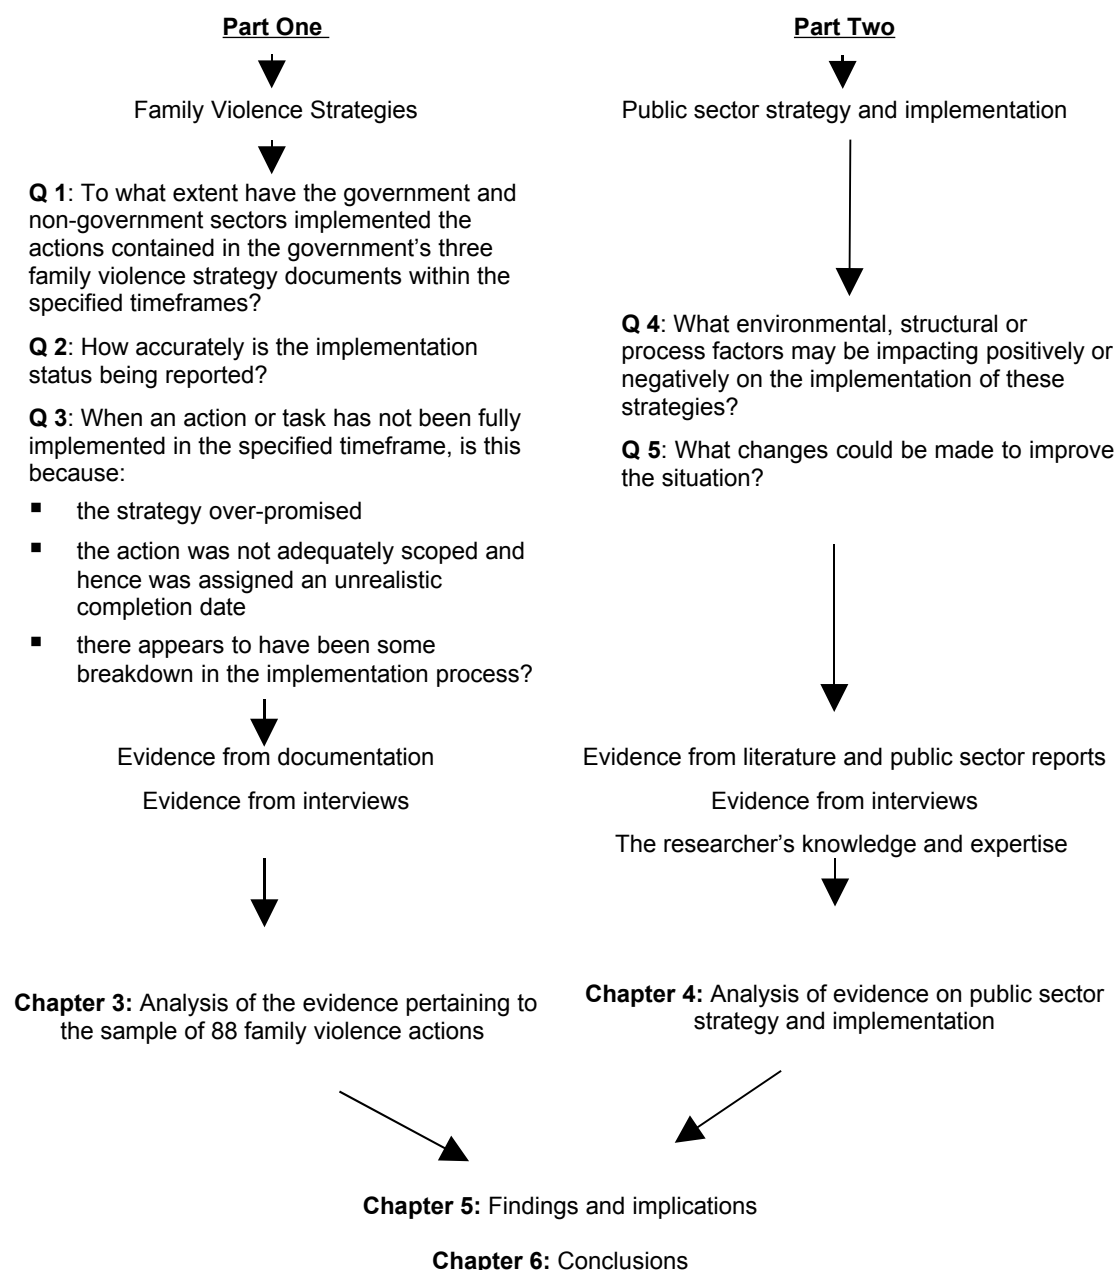 Part One
Family Violence Strategies
Q 1: To what extent have the government and
non-government sectors implemented the
actions contained in the government's three
family violence strategy documents within the
specified timeframes?
Q 2: How accurately is the implementation
status being reported?
Q 3: When an action or task has not been fully
implemented in the specified timeframe, is this
because:
▪ the strategy over-promised
▪ the action was not adequately scoped and
hence was assigned an unrealistic
completion date
▪ there appears to have been some
breakdown in the implementation process?
Evidence from documentation
Evidence from interviews
Chapter 3: Analysis of the evidence pertaining to
the sample of 88 family violence actions
Part Two
Public sector strategy and implementation
Q 4: What environmental, structural or
process factors may be impacting positively or
negatively on the implementation of these
strategies?
Q 5: What changes could be made to improve
the situation?
Evidence from literature and public sector reports
Evidence from interviews
The researcher's knowledge and expertise
Chapter 4: Analysis of evidence on public sector
strategy and implementation
Chapter 5: Findings and implications
Chapter 6: Conclusions